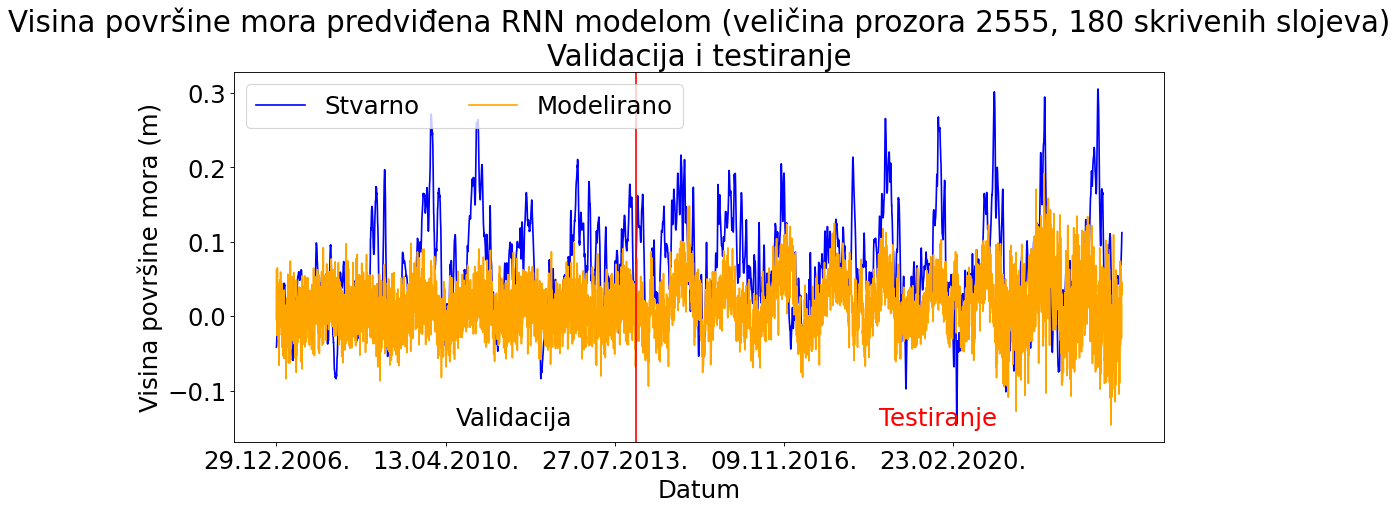 Visina površine mora predviđena RNN modelom (veličina prozora 2555, 180 skrivenih slojeva)
Validacija i testiranje
Stvarno Modelirano
Visina površine mora (m)
0.3
0.2
0.1
0.0
−0.1
Validacija
Testiranje
29.12.2006. 13.04.2010. 27.07.2013. 09.11.2016. 23.02.2020.
Datum